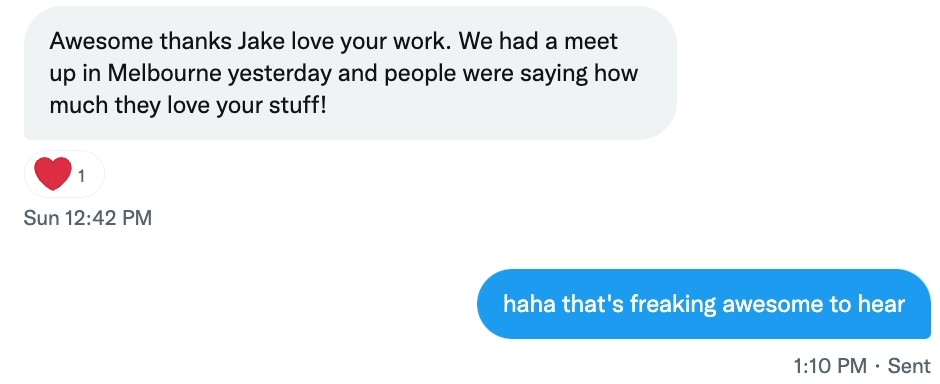 Awesome thanks Jake love your work. We had a meet
up in Melbourne yesterday and people were saying how
much they love your stuff!
1
Sun 12:42 PM
haha that's freaking awesome to hear
1:10 PM · Sent